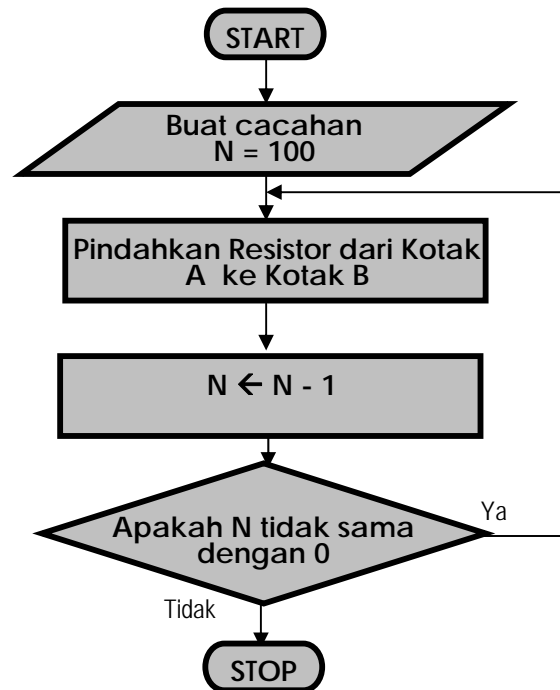 START
Buat cacahan
N = 100
Pindahkan Resistor dari Kotak
A ke Kotak B
N ← N - 1
Apakah N tidak sama
dengan 0
Ya
Tidak
STOP